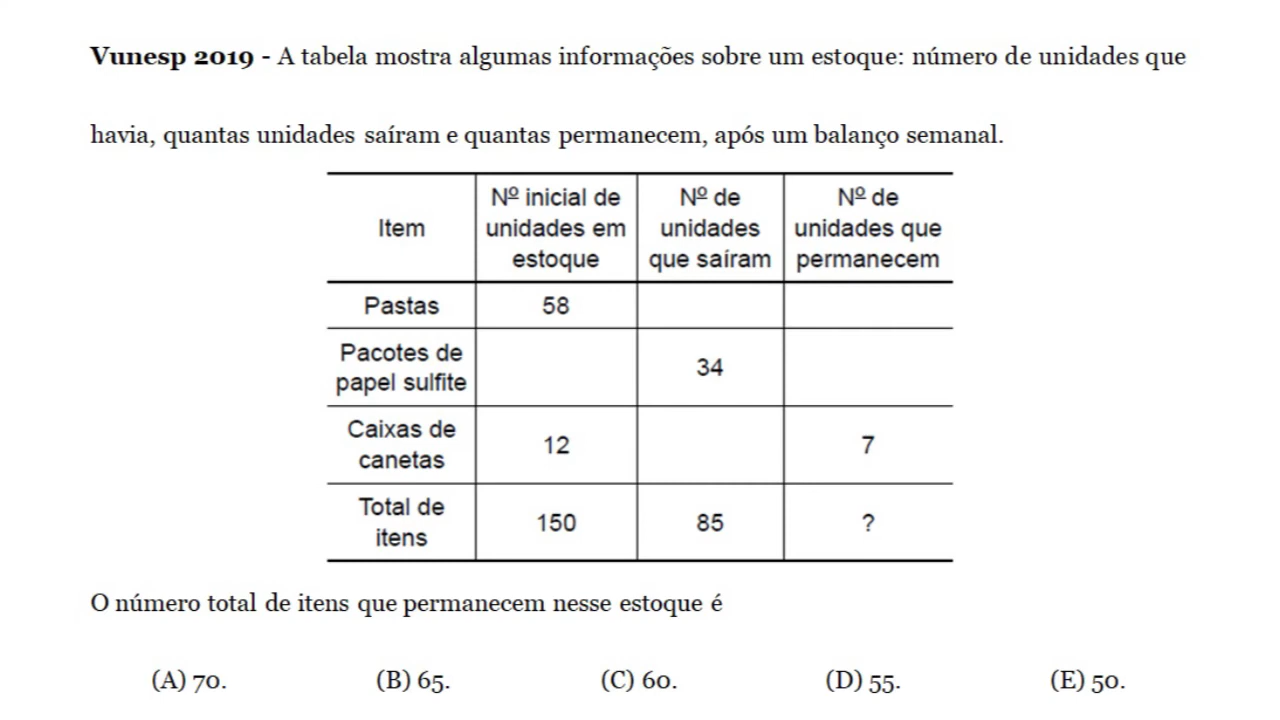 Vunesp 2019 - A tabela mostra algumas informações sobre um estoque: número de unidades que
havia, quantas unidades saíram e quantas permanecem, após um balanço semanal.
Item
Nº inicial de
unidades em
estoque
Nº de
unidades
que saíram
Nº de
unidades que
permanecem
Pastas 58
Pacotes de
papel sulfite
34
Caixas de
canetas
12 7
Total de
itens
150 85 ?
O número total de itens que permanecem nesse estoque é
(A) 70. (B) 65. (C) 60. (D) 55. (E) 50.